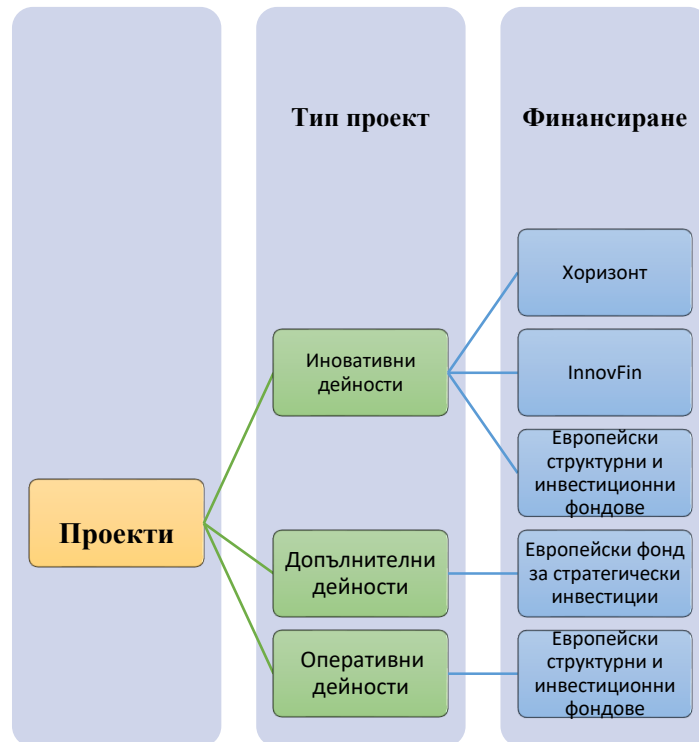 Тип проект
Финансиране
Проекти
Иновативни
дейности
Хоризонт
InnovFin
Европейски
структурни и
инвестиционни
фондове
Допълнителни
дейности
Европейски фонд
за стратегически
инвестиции
Оперативни
дейности
Европейски
структурни и
инвестиционни
фондове